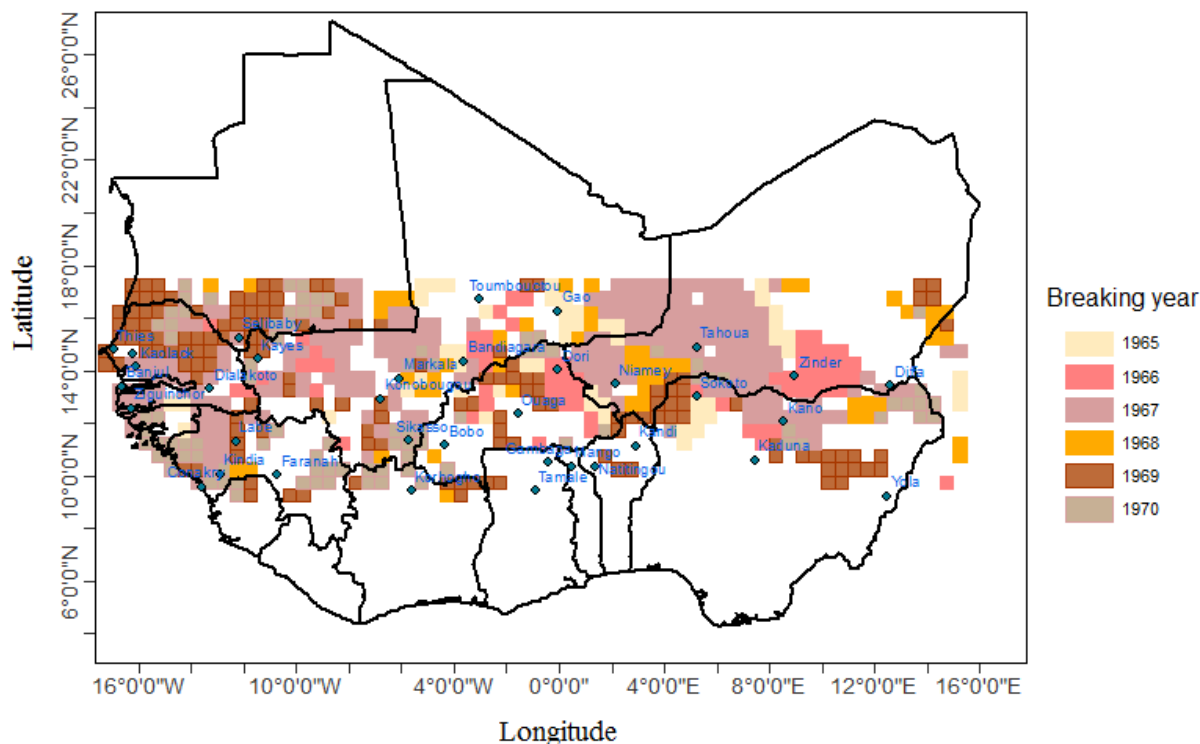 Latitude
26°0'0"N
22°0'0"N
18°0'0"N
14°0'0"N
10°0'0"N
6°0'0"N
Toumbouctou
Gao
Thies
Selibaby
Tahoua
Kaolack
Kayes
Bandiagara
Dori
Markala
Zinder
Banjul
Dialakoto
Konobougou
Niamey
Sokoto
Diffa
Ziguinchor
Ouaga
Kano
Labe
Sikasso
Bobo
Kandi
Gambaga
Mango
Kaduna
Conakry
Kindia
Faranah
Natitingou
Korhogho
Tamale
Yola
16°0'0"W
10°0'0"W
4°0'0"W
0°0'0"E
4°0'0"E
8°0'0"E
12°0'0"E
16°0'0"E
Longitude
Breaking year
1965
1966
1967
1968
1969
1970